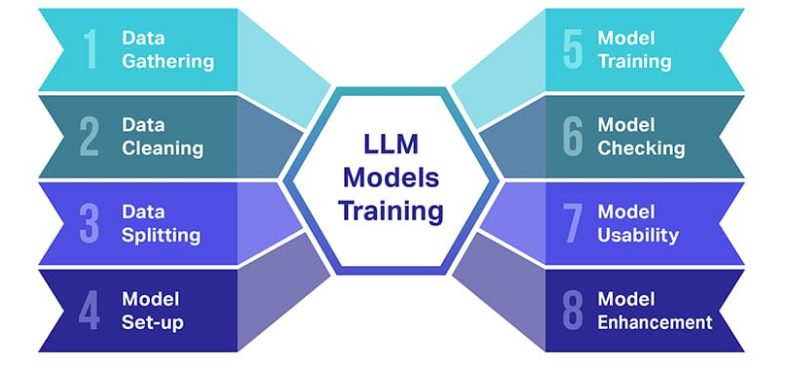 1
Data
Gathering
2
Data
Cleaning
3
Data
Splitting
4
Model
Set-up
LLM
Models
Training
5
Model
Training
6
Model
Checking
7
Model
Usability
8
Model
Enhancement